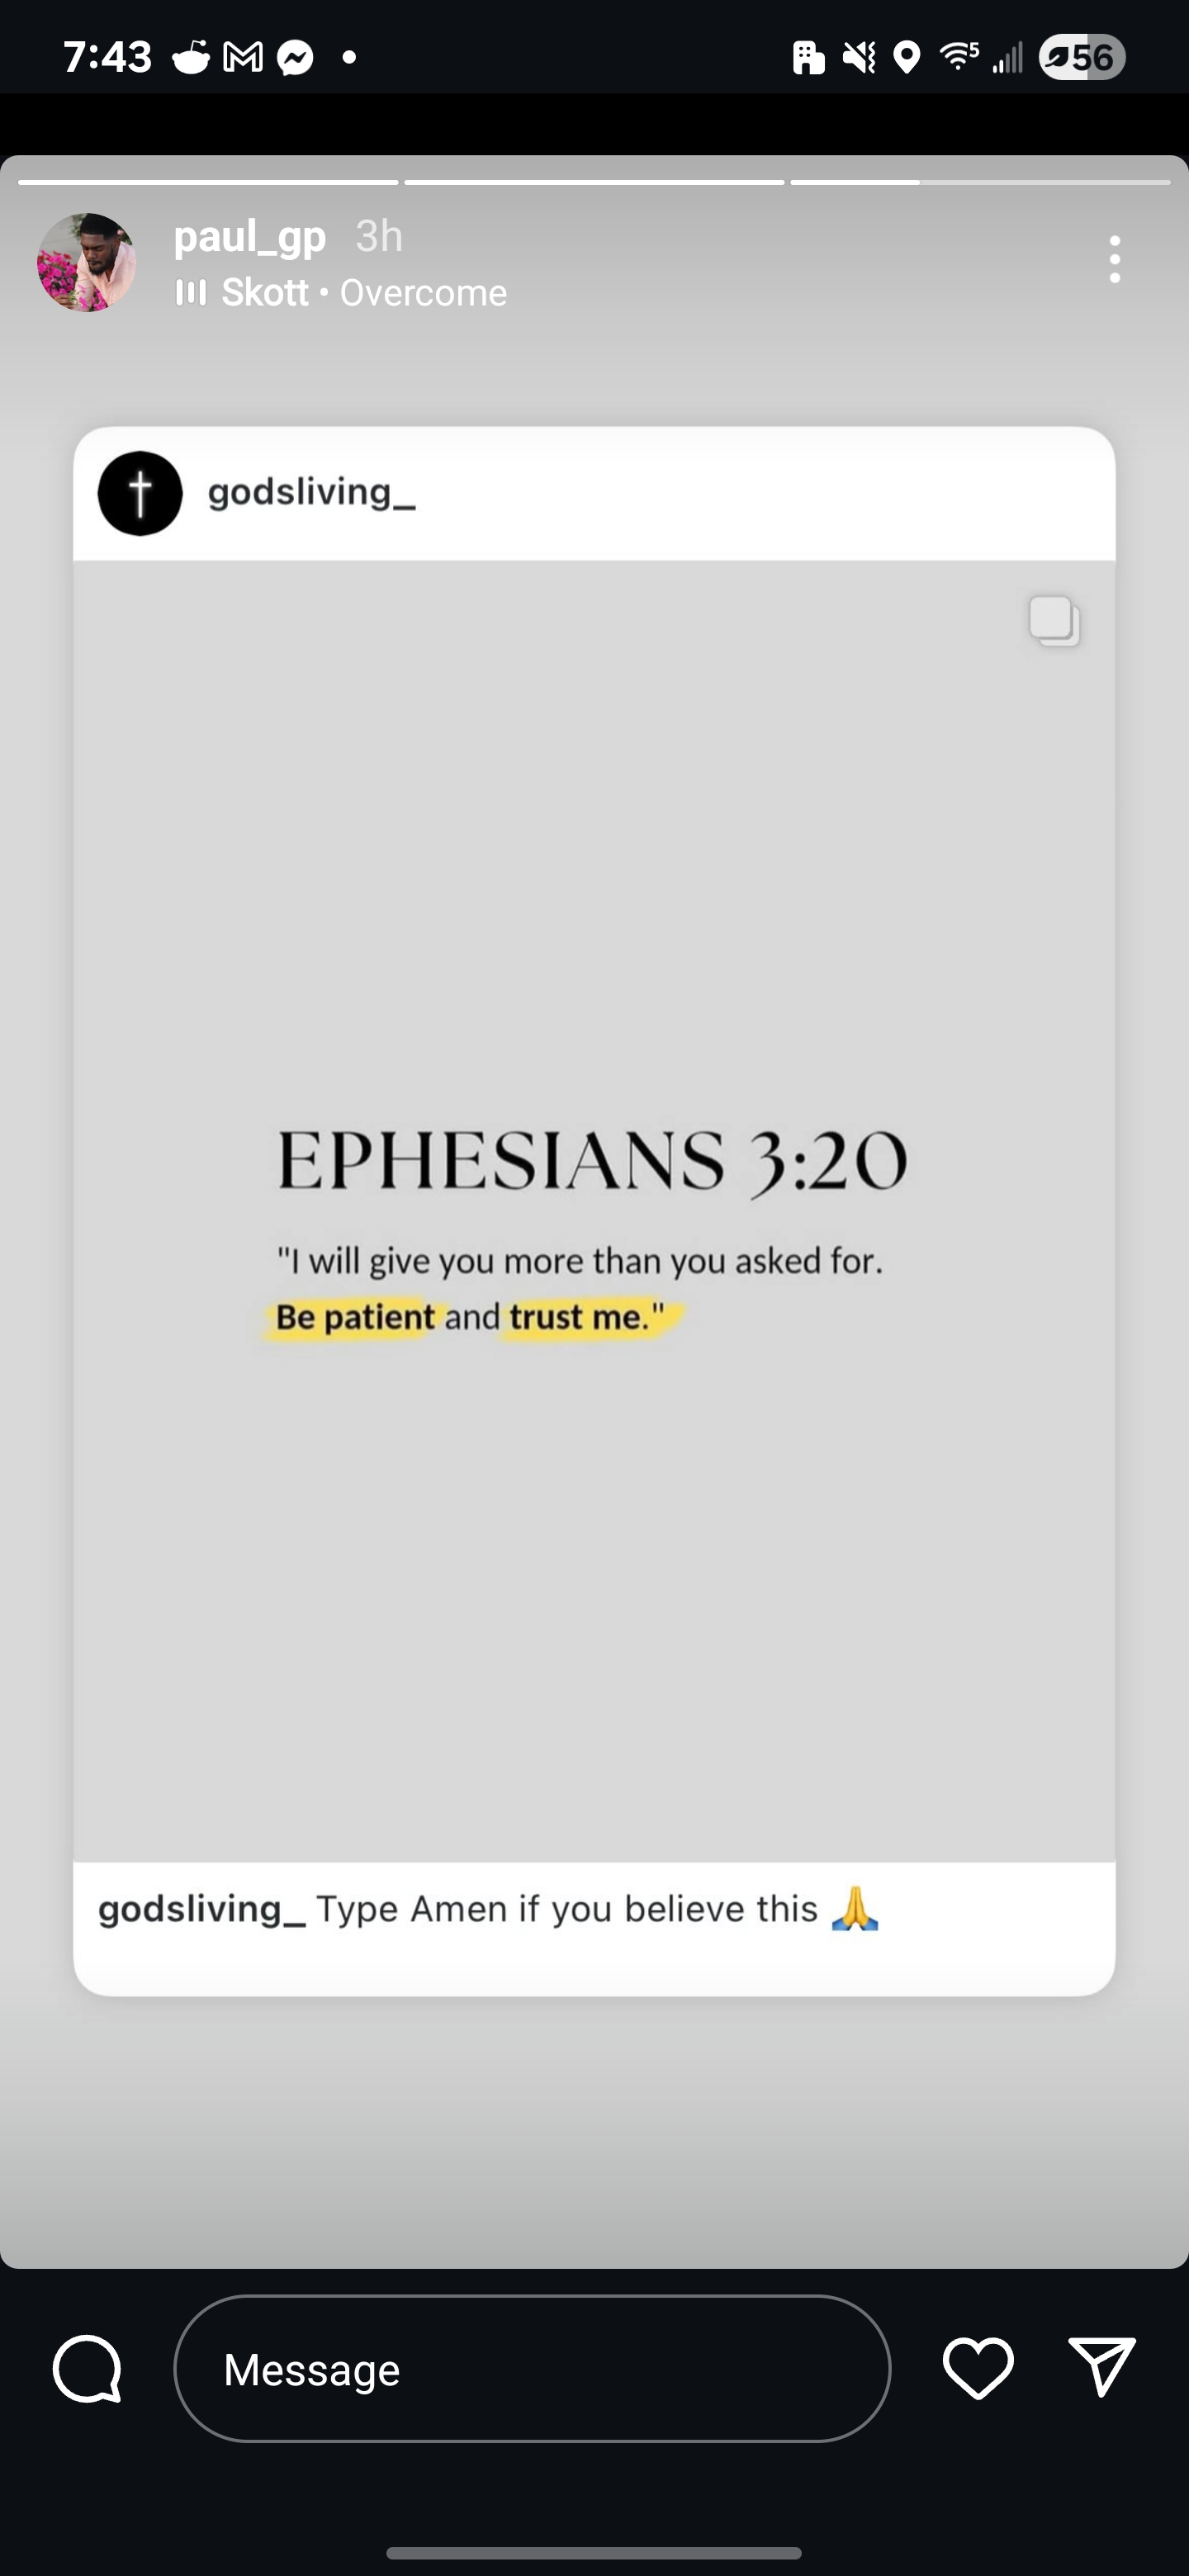 7:43
5
56
paul_gp 3h
Skott • Overcome
godsliving_
EPHESIANS 3:20
"I will give you more than you asked for.
Be patient and trust me."
godsliving_ Type Amen if you believe this 🙏
Message